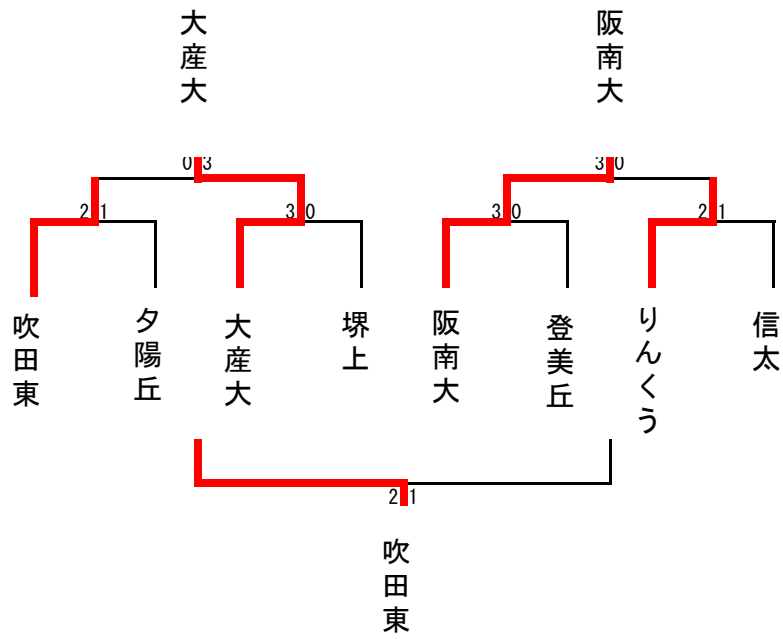 大産大
阪南大
0 3
3 0
2 1
3 0
3 0
2 1
吹田東
夕陽丘
大産大
堺上
阪南大
登美丘
りんくう
信太
2 1
吹田東